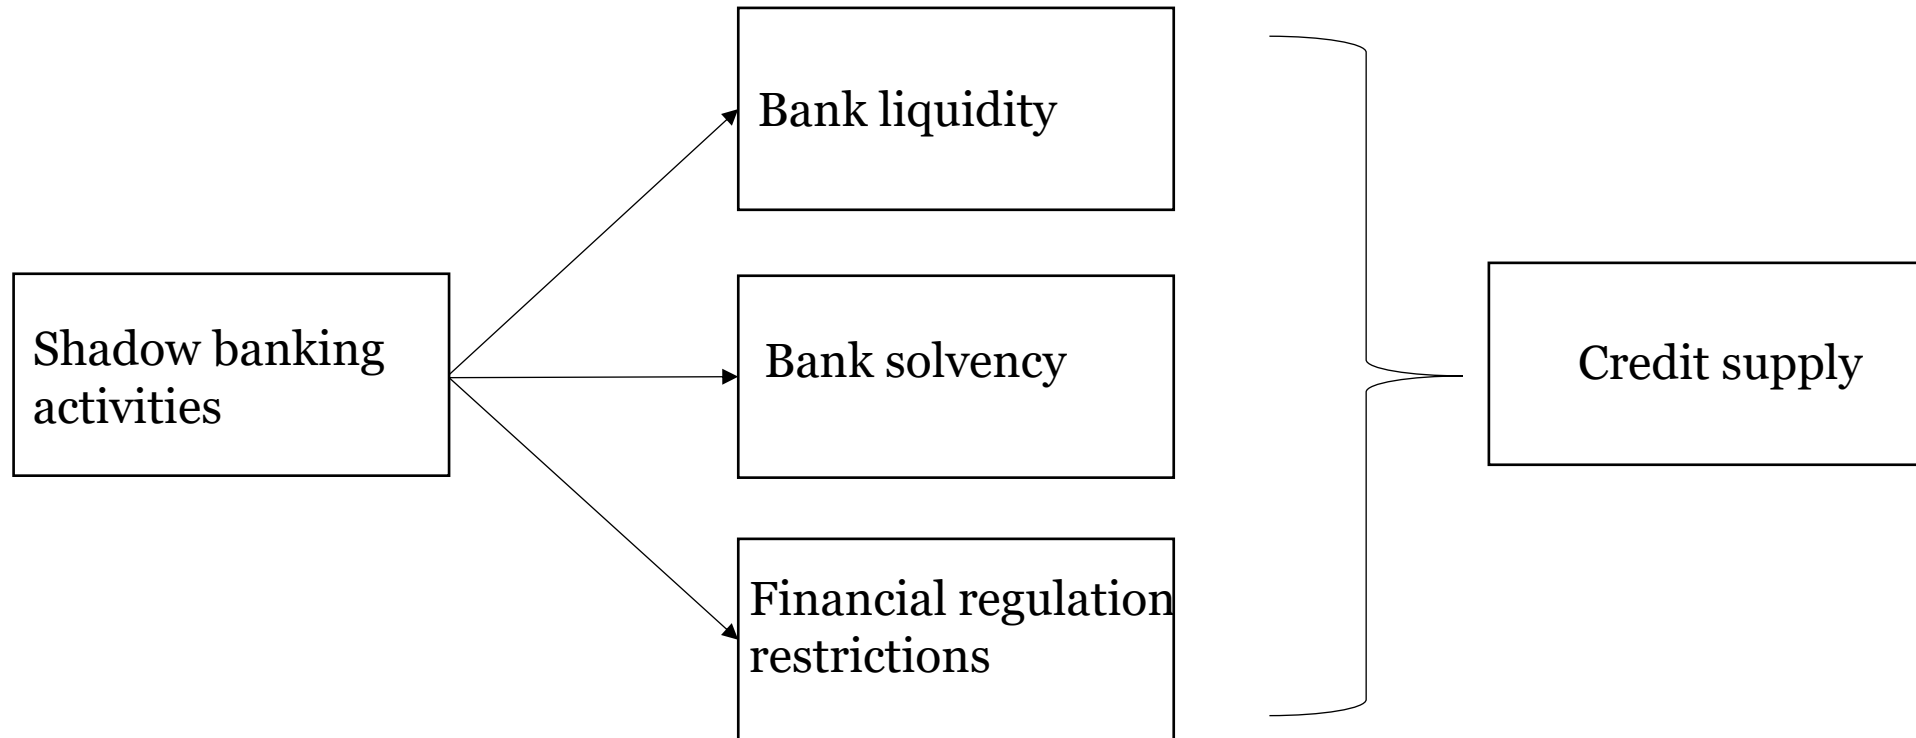 Bank liquidity
Shadow banking
activities
Bank solvency
Credit supply
Financial regulation
restrictions